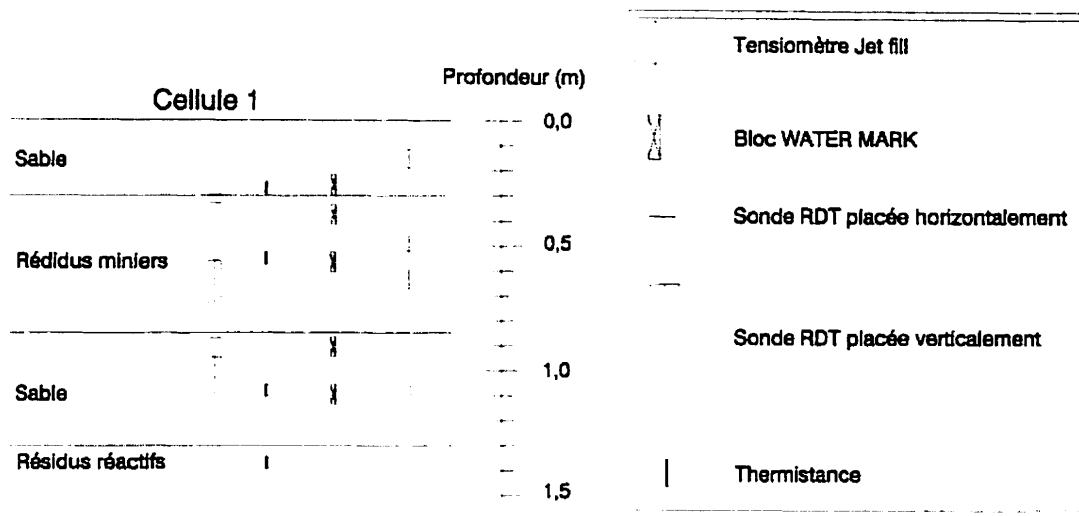 Cellule 1
Profondeur (m)
0,0
Sable
Rédidus miniers
0,5
Sable
1,0
Résidus réactifs
1,5
Tensiomètre Jet fill
Bloc WATER MARK
Sonde RDT placée horizontalement
Sonde RDT placée verticalement
Thermistance